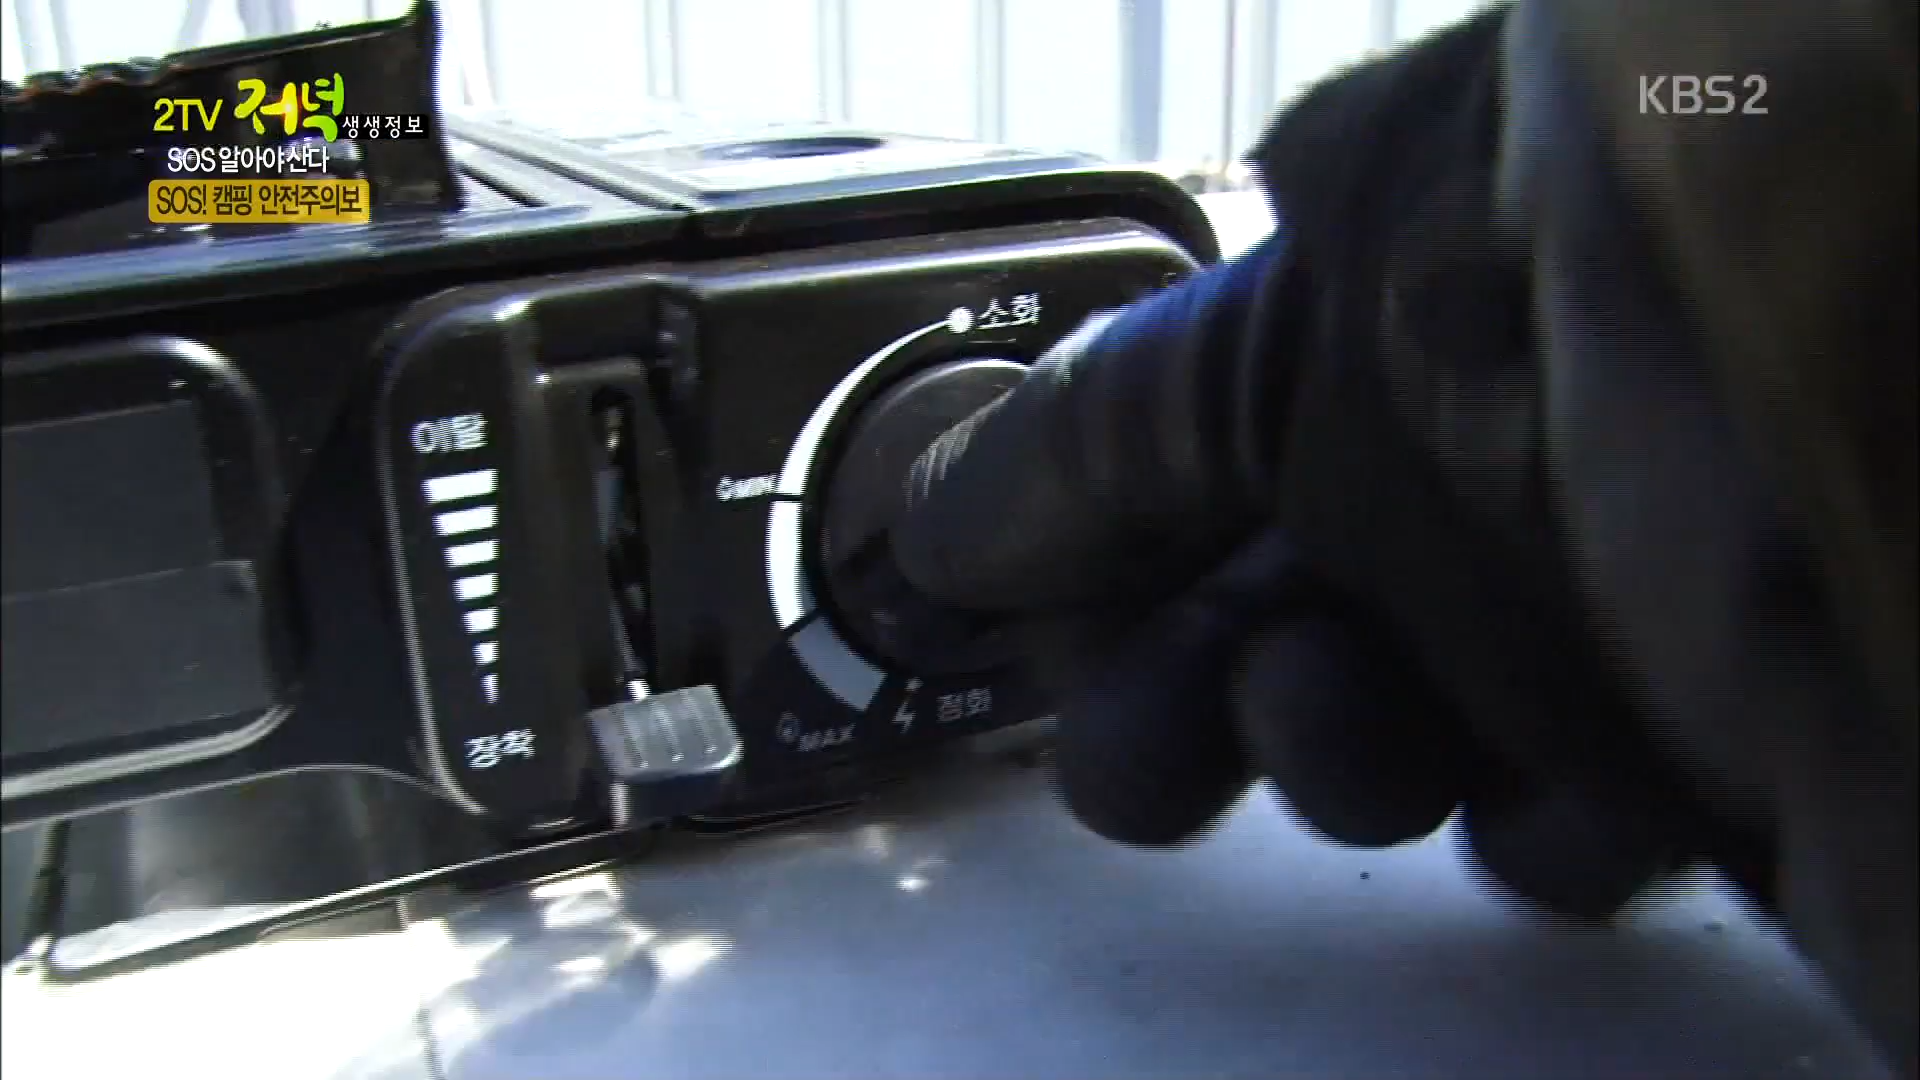 2TV 저녁 생생정보
SOS 알아야 산다
SOS! 캠핑 안전주의보
KBS2
소화
이탈
MIN
장착
MAX
점화